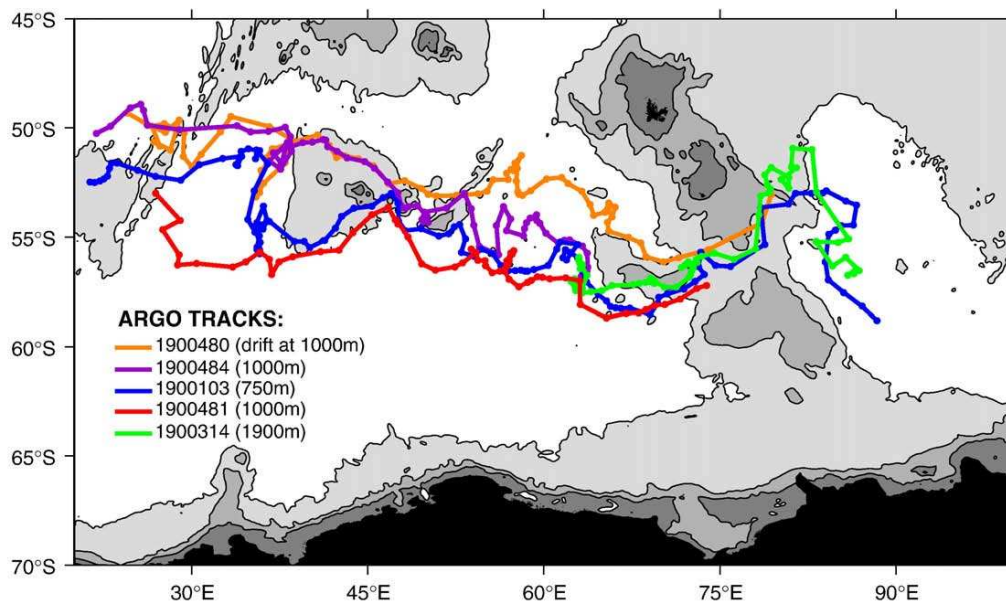 45°S
50°S
55°S
60°S
65°S
70°S
ARGO TRACKS:
1900480 (drift at 1000m)
1900484 (1000m)
1900103 (750m)
1900481 (1000m)
1900314 (1900m)
30°E 45°E 60°E 75°E 90°E